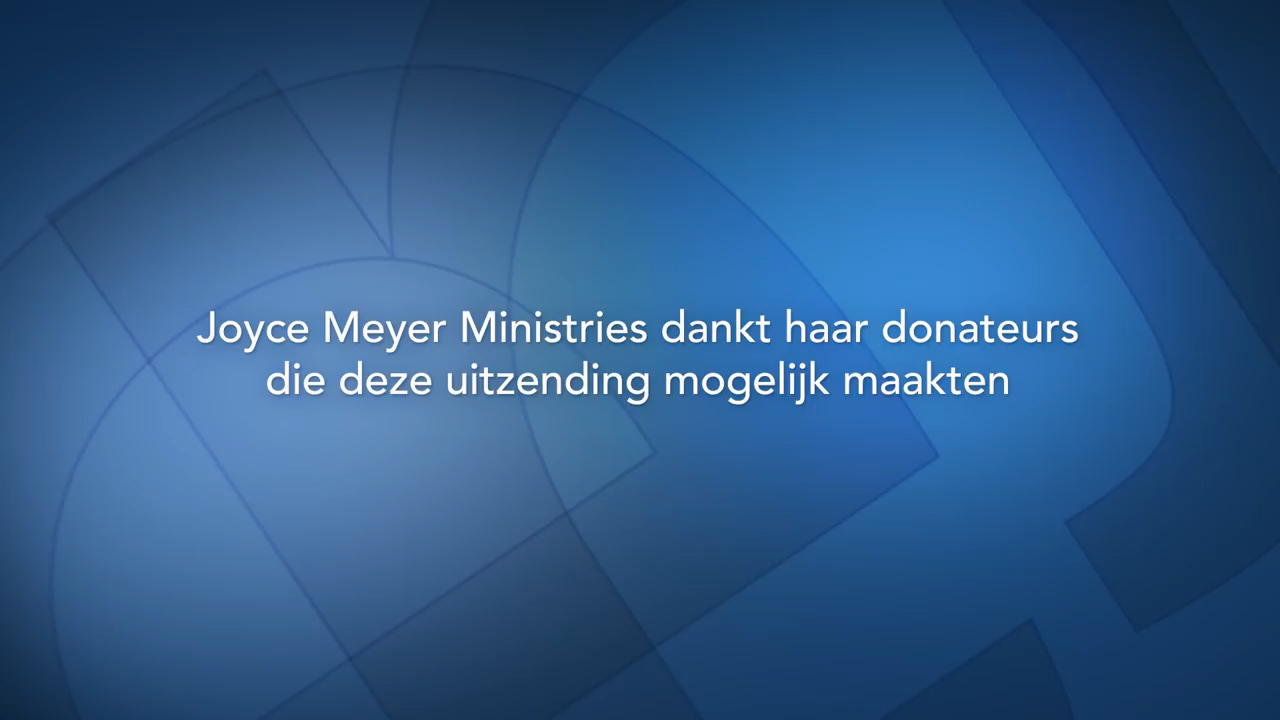 Joyce Meyer Ministries dankt haar donateurs
die deze uitzending mogelijk maakten